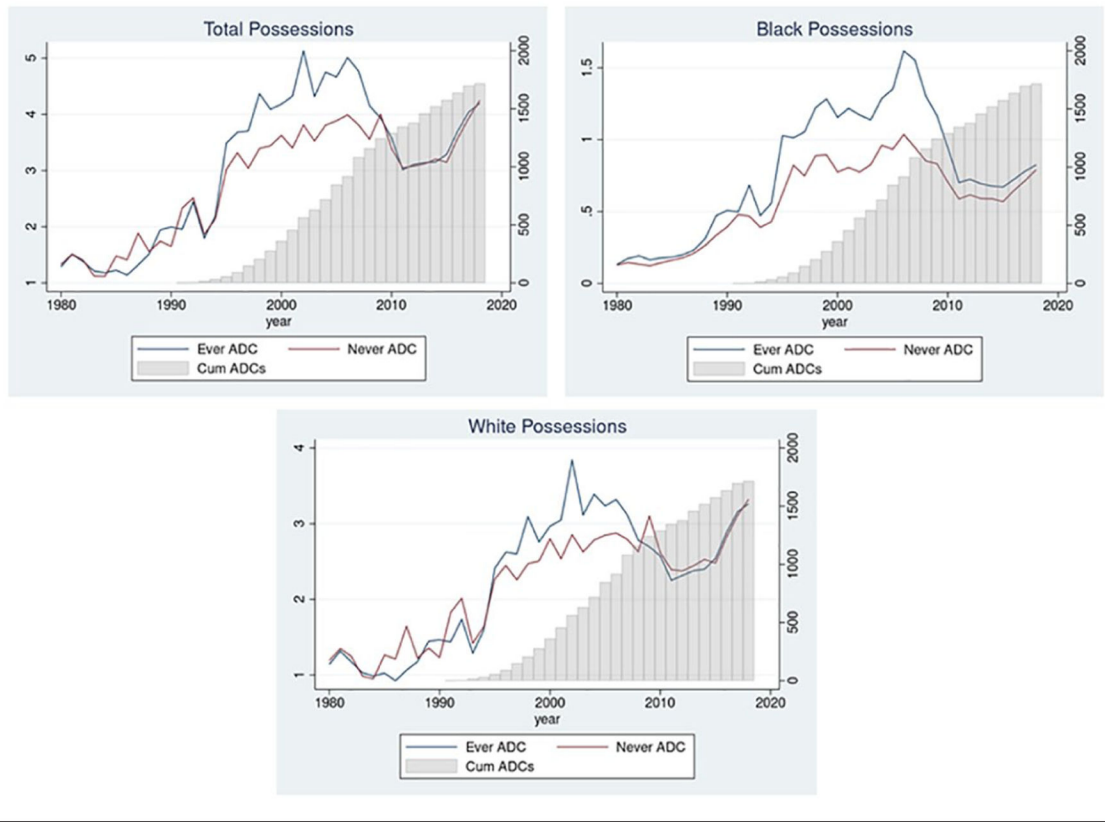 Total Possessions
5
4
3
2
1
2000
1500
1000
500
0
1980 1990 2000 2010 2020
year
Ever ADC Never ADC
Cum ADCs
Black Possessions
1.5
1
.5
0
2000
1500
1000
500
0
1980 1990 2000 2010 2020
year
Ever ADC Never ADC
Cum ADCs
White Possessions
4
3
2
1
2000
1500
1000
500
0
1980 1990 2000 2010 2020
year
Ever ADC Never ADC
Cum ADCs